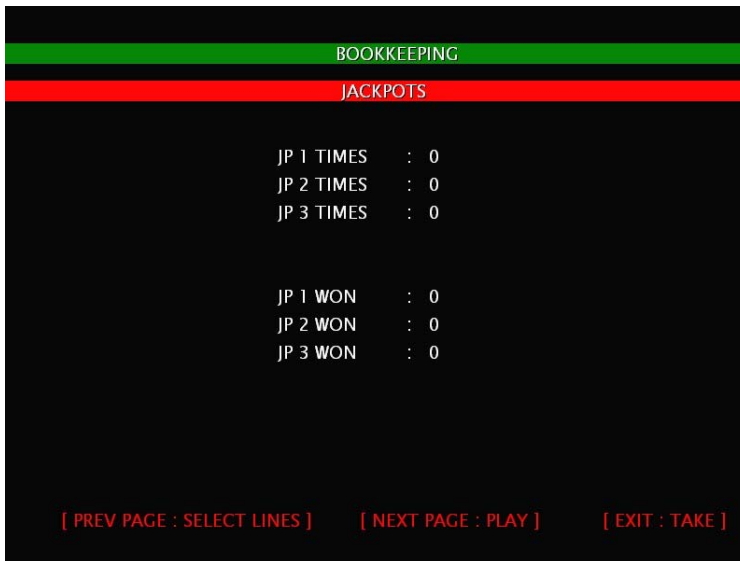 BOOKKEEPING
JACKPOTS
JP 1 TIMES : 0
JP 2 TIMES : 0
JP 3 TIMES : 0
JP 1 WON : 0
JP 2 WON : 0
JP 3 WON : 0
[ PREV PAGE : SELECT LINES ] [ NEXT PAGE : PLAY ] [ EXIT : TAKE ]